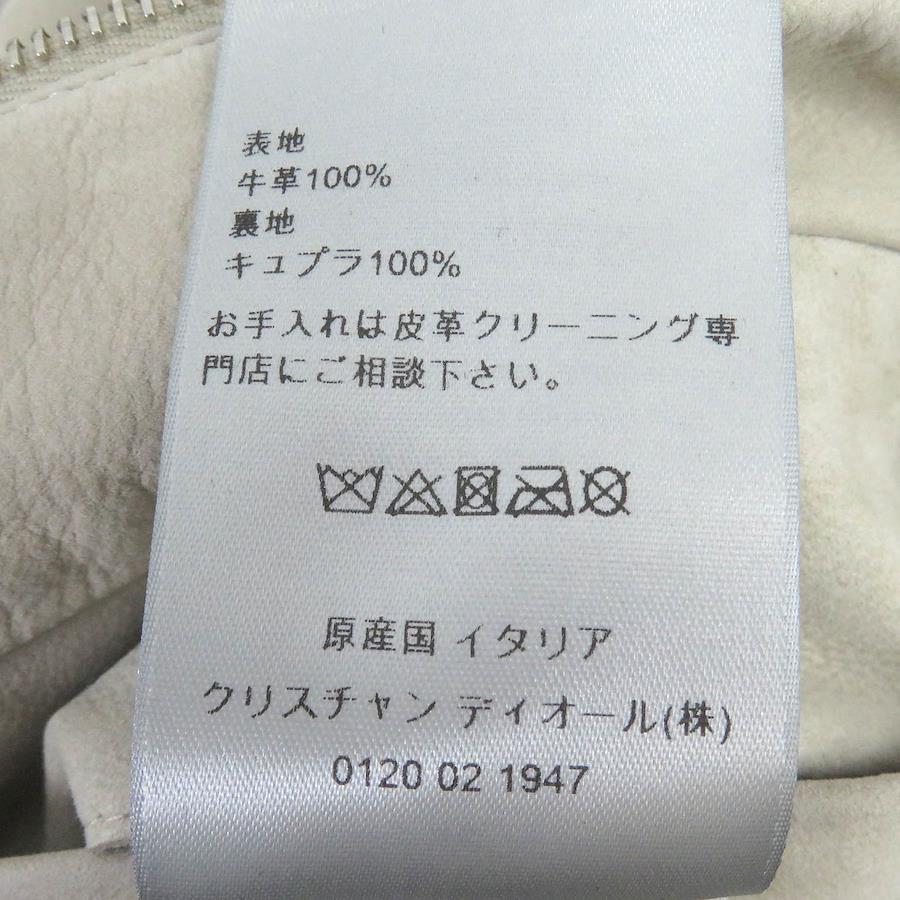 表地
牛革100%
裏地
キュプラ100%
お手入れは皮革クリーニング専
門店にご相談下さい。
原産国 イタリア
クリスチャン ディオール(株)
0120 02 1947